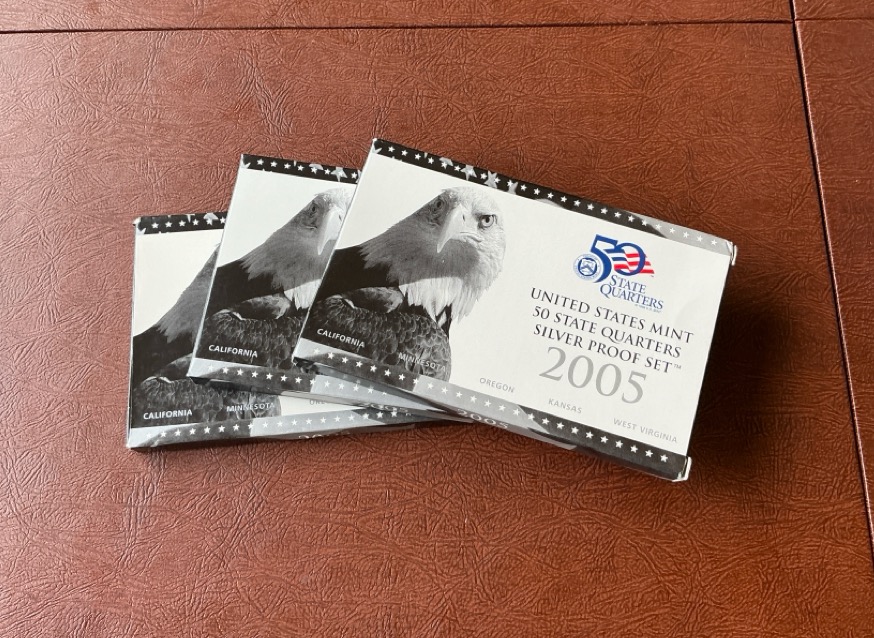 50
STATE
QUARTERS
UNITED STATES MINT
50 STATE QUARTERS
SILVER PROOF SET™
2005
CALIFORNIA
MINNESOTA
OREGON
KANSAS
WEST VIRGINIA
2005
CALIFORNIA
CALIFORNIA
MINNESOTA